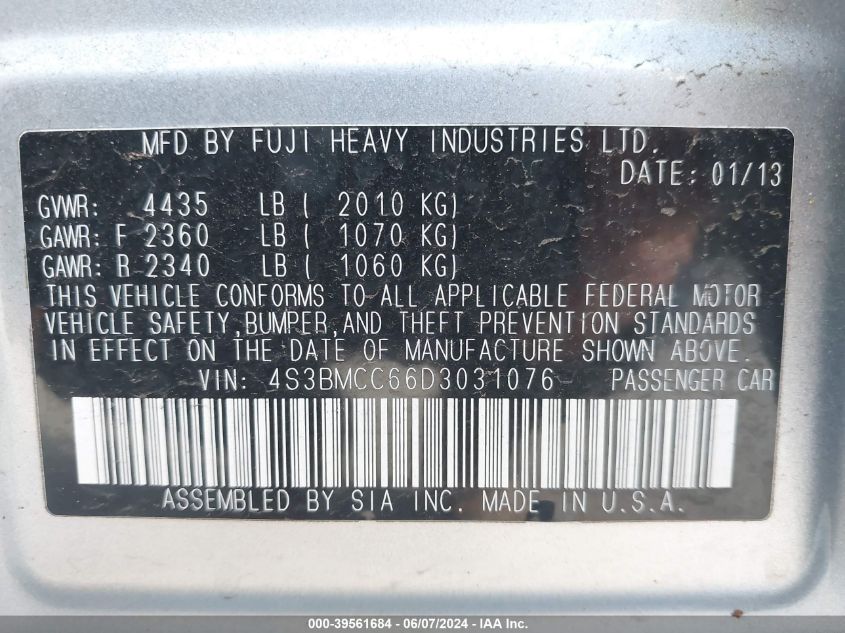 MFD BY FUJI HEAVY INDUSTRIES LTD.
DATE: 01/13
GVWR: 4435 LB ( 2010 KG)
GAWR: F 2360 LB ( 1070 KG)
GAWR: R 2340 LB ( 1060 KG)
THIS VEHICLE CONFORMS TO ALL APPLICABLE FEDERAL MOTOR
VEHICLE SAFETY, BUMPER, AND THEFT PREVENTION STANDARDS
IN EFFECT ON THE DATE OF MANUFACTURE SHOWN ABOVE.
VIN: 4S3BMCC66D3031076 PASSENGER CAR
ASSEMBLED BY SIA INC. MADE IN U.S.A.
000-39561684 - 06/07/2024 - IAA Inc.